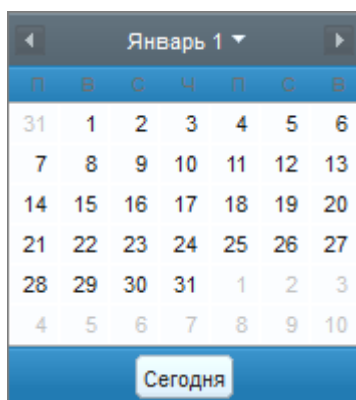 Январь 1
П В С Ч П С В
31 1 2 3 4 5 6
7 8 9 10 11 12 13
14 15 16 17 18 19 20
21 22 23 24 25 26 27
28 29 30 31 1 2 3
4 5 6 7 8 9 10
Сегодня